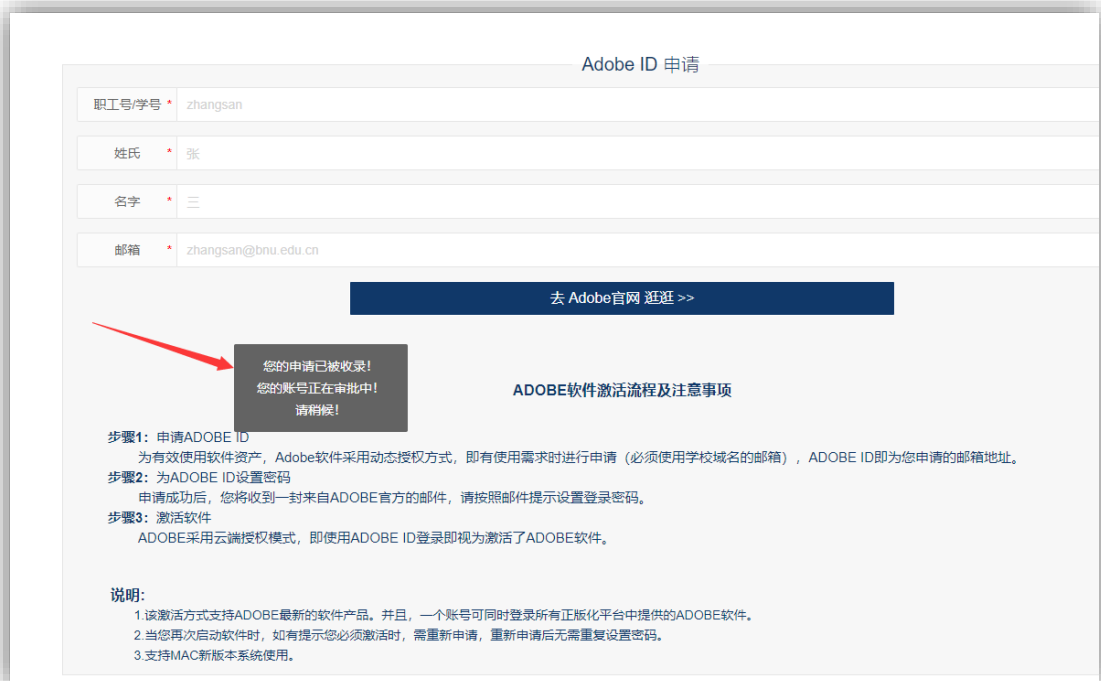 Adobe ID 申请
职工号/学号 * zhangsan
姓氏 * 张
名字 * 三
邮箱 * zhangsan@bnu.edu.cn
去 Adobe官网 逛逛 >>
您的申请已被收录！
您的账号正在审批中！
请稍候！
ADOBE软件激活流程及注意事项
步骤1：申请ADOBE ID
为有效使用软件资产，Adobe软件采用动态授权方式，即有使用需求时进行申请（必须使用学校域名的邮箱），ADOBE ID即为您申请的邮箱地址。
步骤2：为ADOBE ID设置密码
申请成功后，您将收到一封来自ADOBE官方的邮件，请按照邮件提示设置登录密码。
步骤3：激活软件
ADOBE采用云端授权模式，即使用ADOBE ID登录即视为激活了ADOBE软件。
说明：
1.该激活方式支持ADOBE最新的软件产品。并且，一个账号可同时登录所有正版化平台中提供的ADOBE软件。
2.当您再次启动软件时，如有提示您必须激活时，需重新申请，重新申请后无需重复设置密码。
3.支持MAC新版本系统使用。